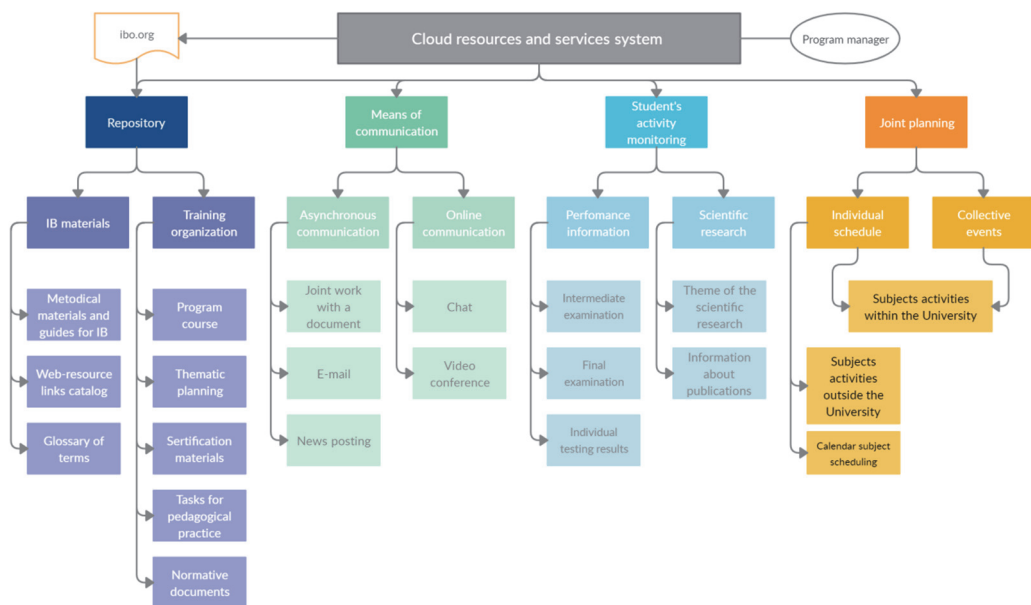 ibo.org
Cloud resources and services system
Program manager
Repository
Means of
communication
Student's
activity
monitoring
Joint planning
IB materials
Training
organization
Asynchronous
communication
Online
communication
Perfomance
information
Scientific
research
Individual
schedule
Collective
events
Metodical
materials and
guides for IB
Program
course
Joint work with a
document
Chat
Intermediate
examination
Theme of the
scientific
research
Subjects activities
within the University
Web-resource
links catalog
Thematic
planning
E-mail
Video
conference
Final
examination
Information
about
publications
Subjects
activities
outside the
University
Glossary of
terms
Sertification
materials
News posting
Individual
testing results
Calendar subject
scheduling
Tasks for
pedagogical
practice
Normative
documents